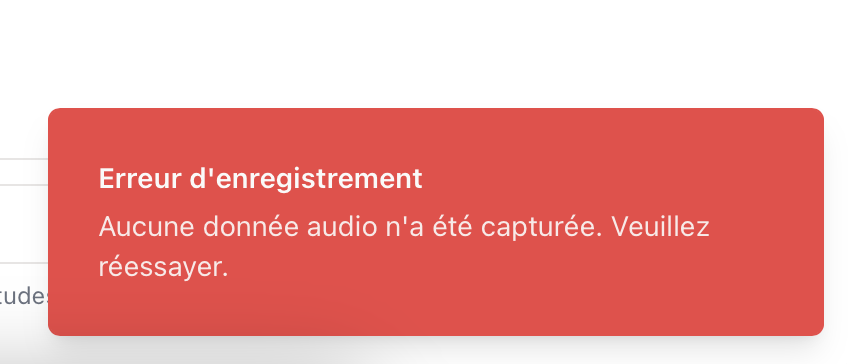 Erreur d'enregistrement
Aucune donnée audio n'a été capturée. Veuillez
réessayer.